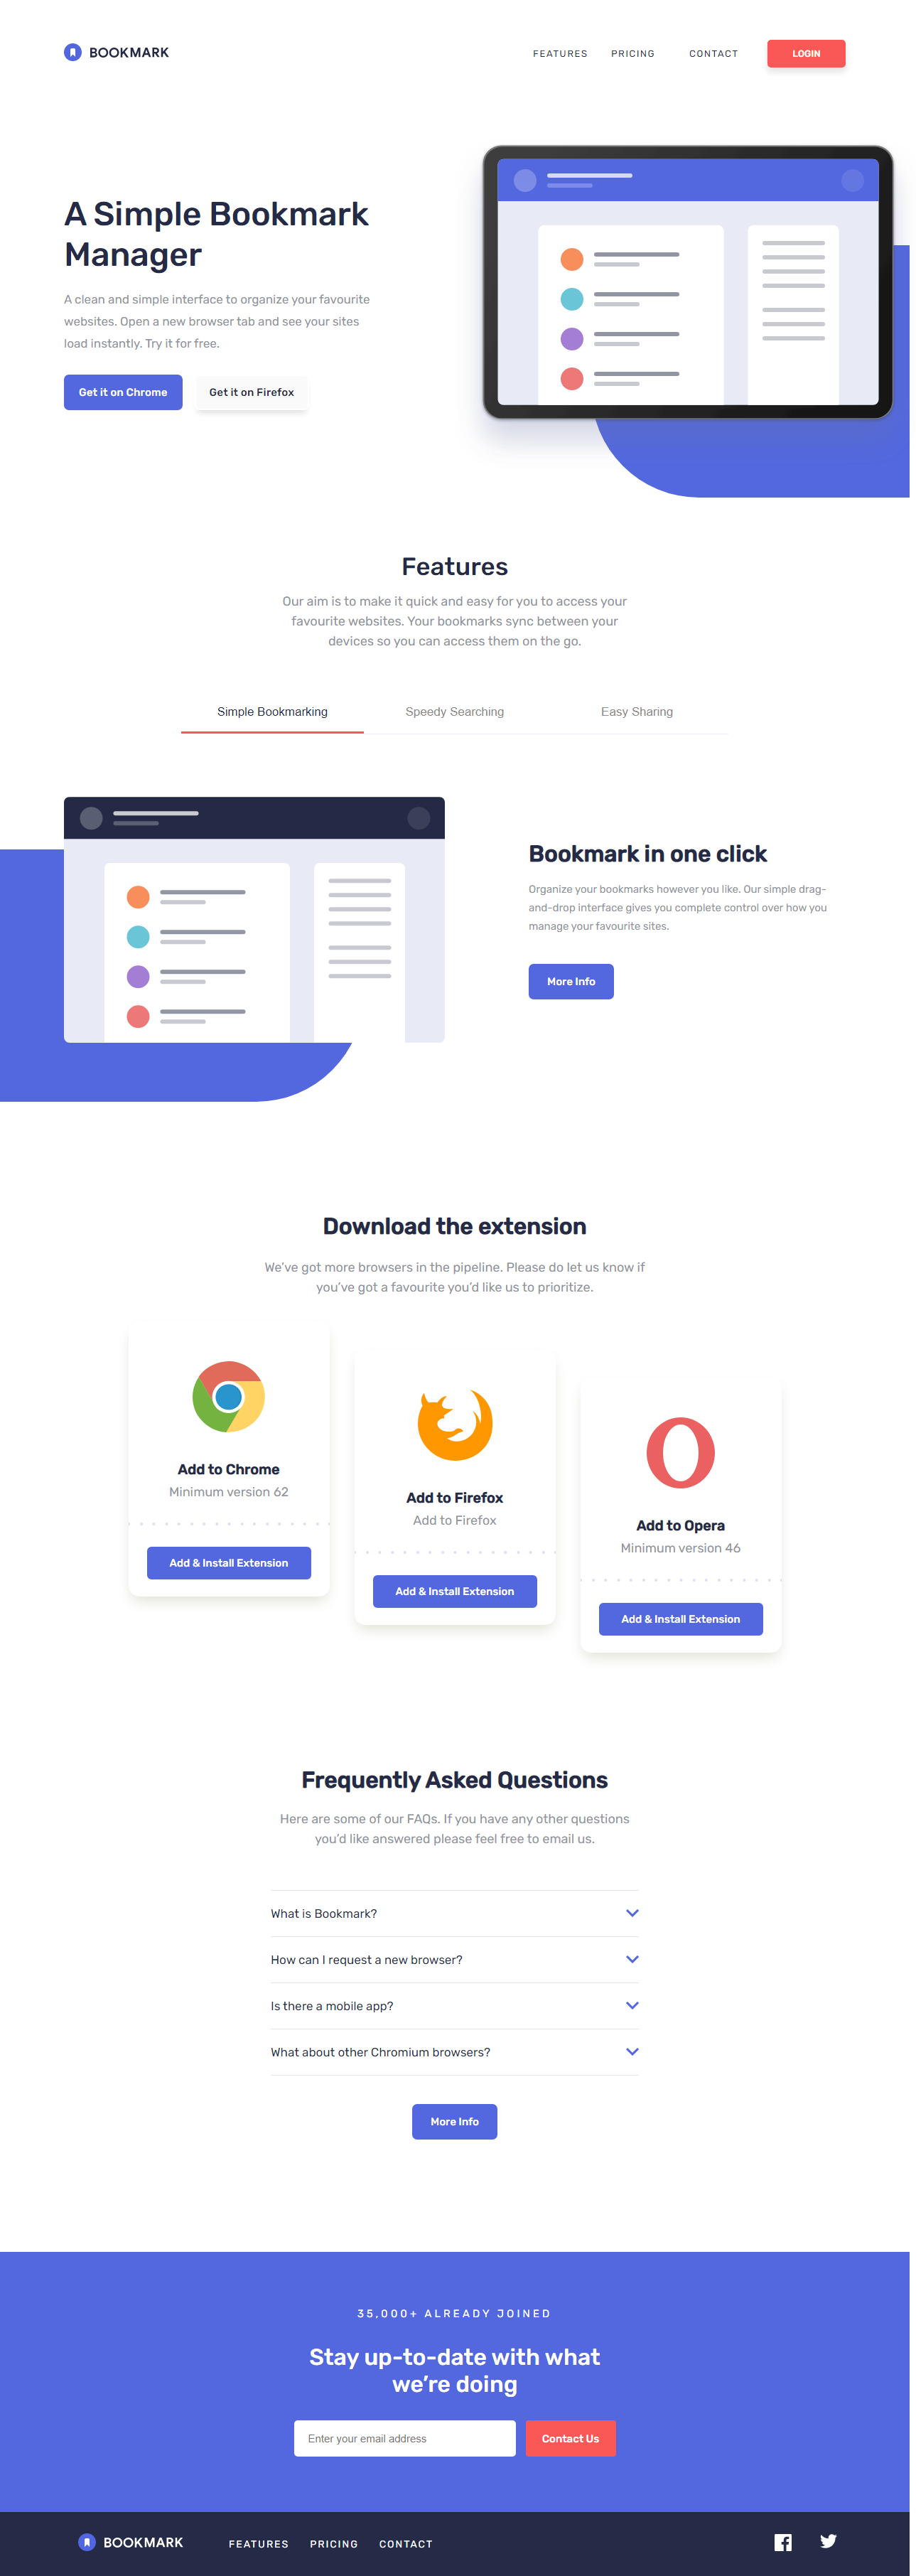 BOOKMARK
FEATURES PRICING CONTACT LOGIN
A Simple Bookmark
Manager
A clean and simple interface to organize your favourite
websites. Open a new browser tab and see your sites
load instantly. Try it for free.
Get it on Chrome Get it on Firefox
Features
Our aim is to make it quick and easy for you to access your
favourite websites. Your bookmarks sync between your
devices so you can access them on the go.
Simple Bookmarking Speedy Searching Easy Sharing
Bookmark in one click
Organize your bookmarks however you like. Our simple drag-
and-drop interface gives you complete control over how you
manage your favourite sites.
More Info
Download the extension
We've got more browsers in the pipeline. Please do let us know if
you've got a favourite you'd like us to prioritize.
Add to Chrome
Minimum version 62
Add & Install Extension
Add to Firefox
Add to Firefox
Add & Install Extension
Add to Opera
Minimum version 46
Add & Install Extension
Frequently Asked Questions
Here are some of our FAQs. If you have any other questions
you'd like answered please feel free to email us.
What is Bookmark?
How can I request a new browser?
Is there a mobile app?
What about other Chromium browsers?
More Info
35,000+ ALREADY JOINED
Stay up-to-date with what
we're doing
Enter your email address Contact Us
BOOKMARK FEATURES PRICING CONTACT